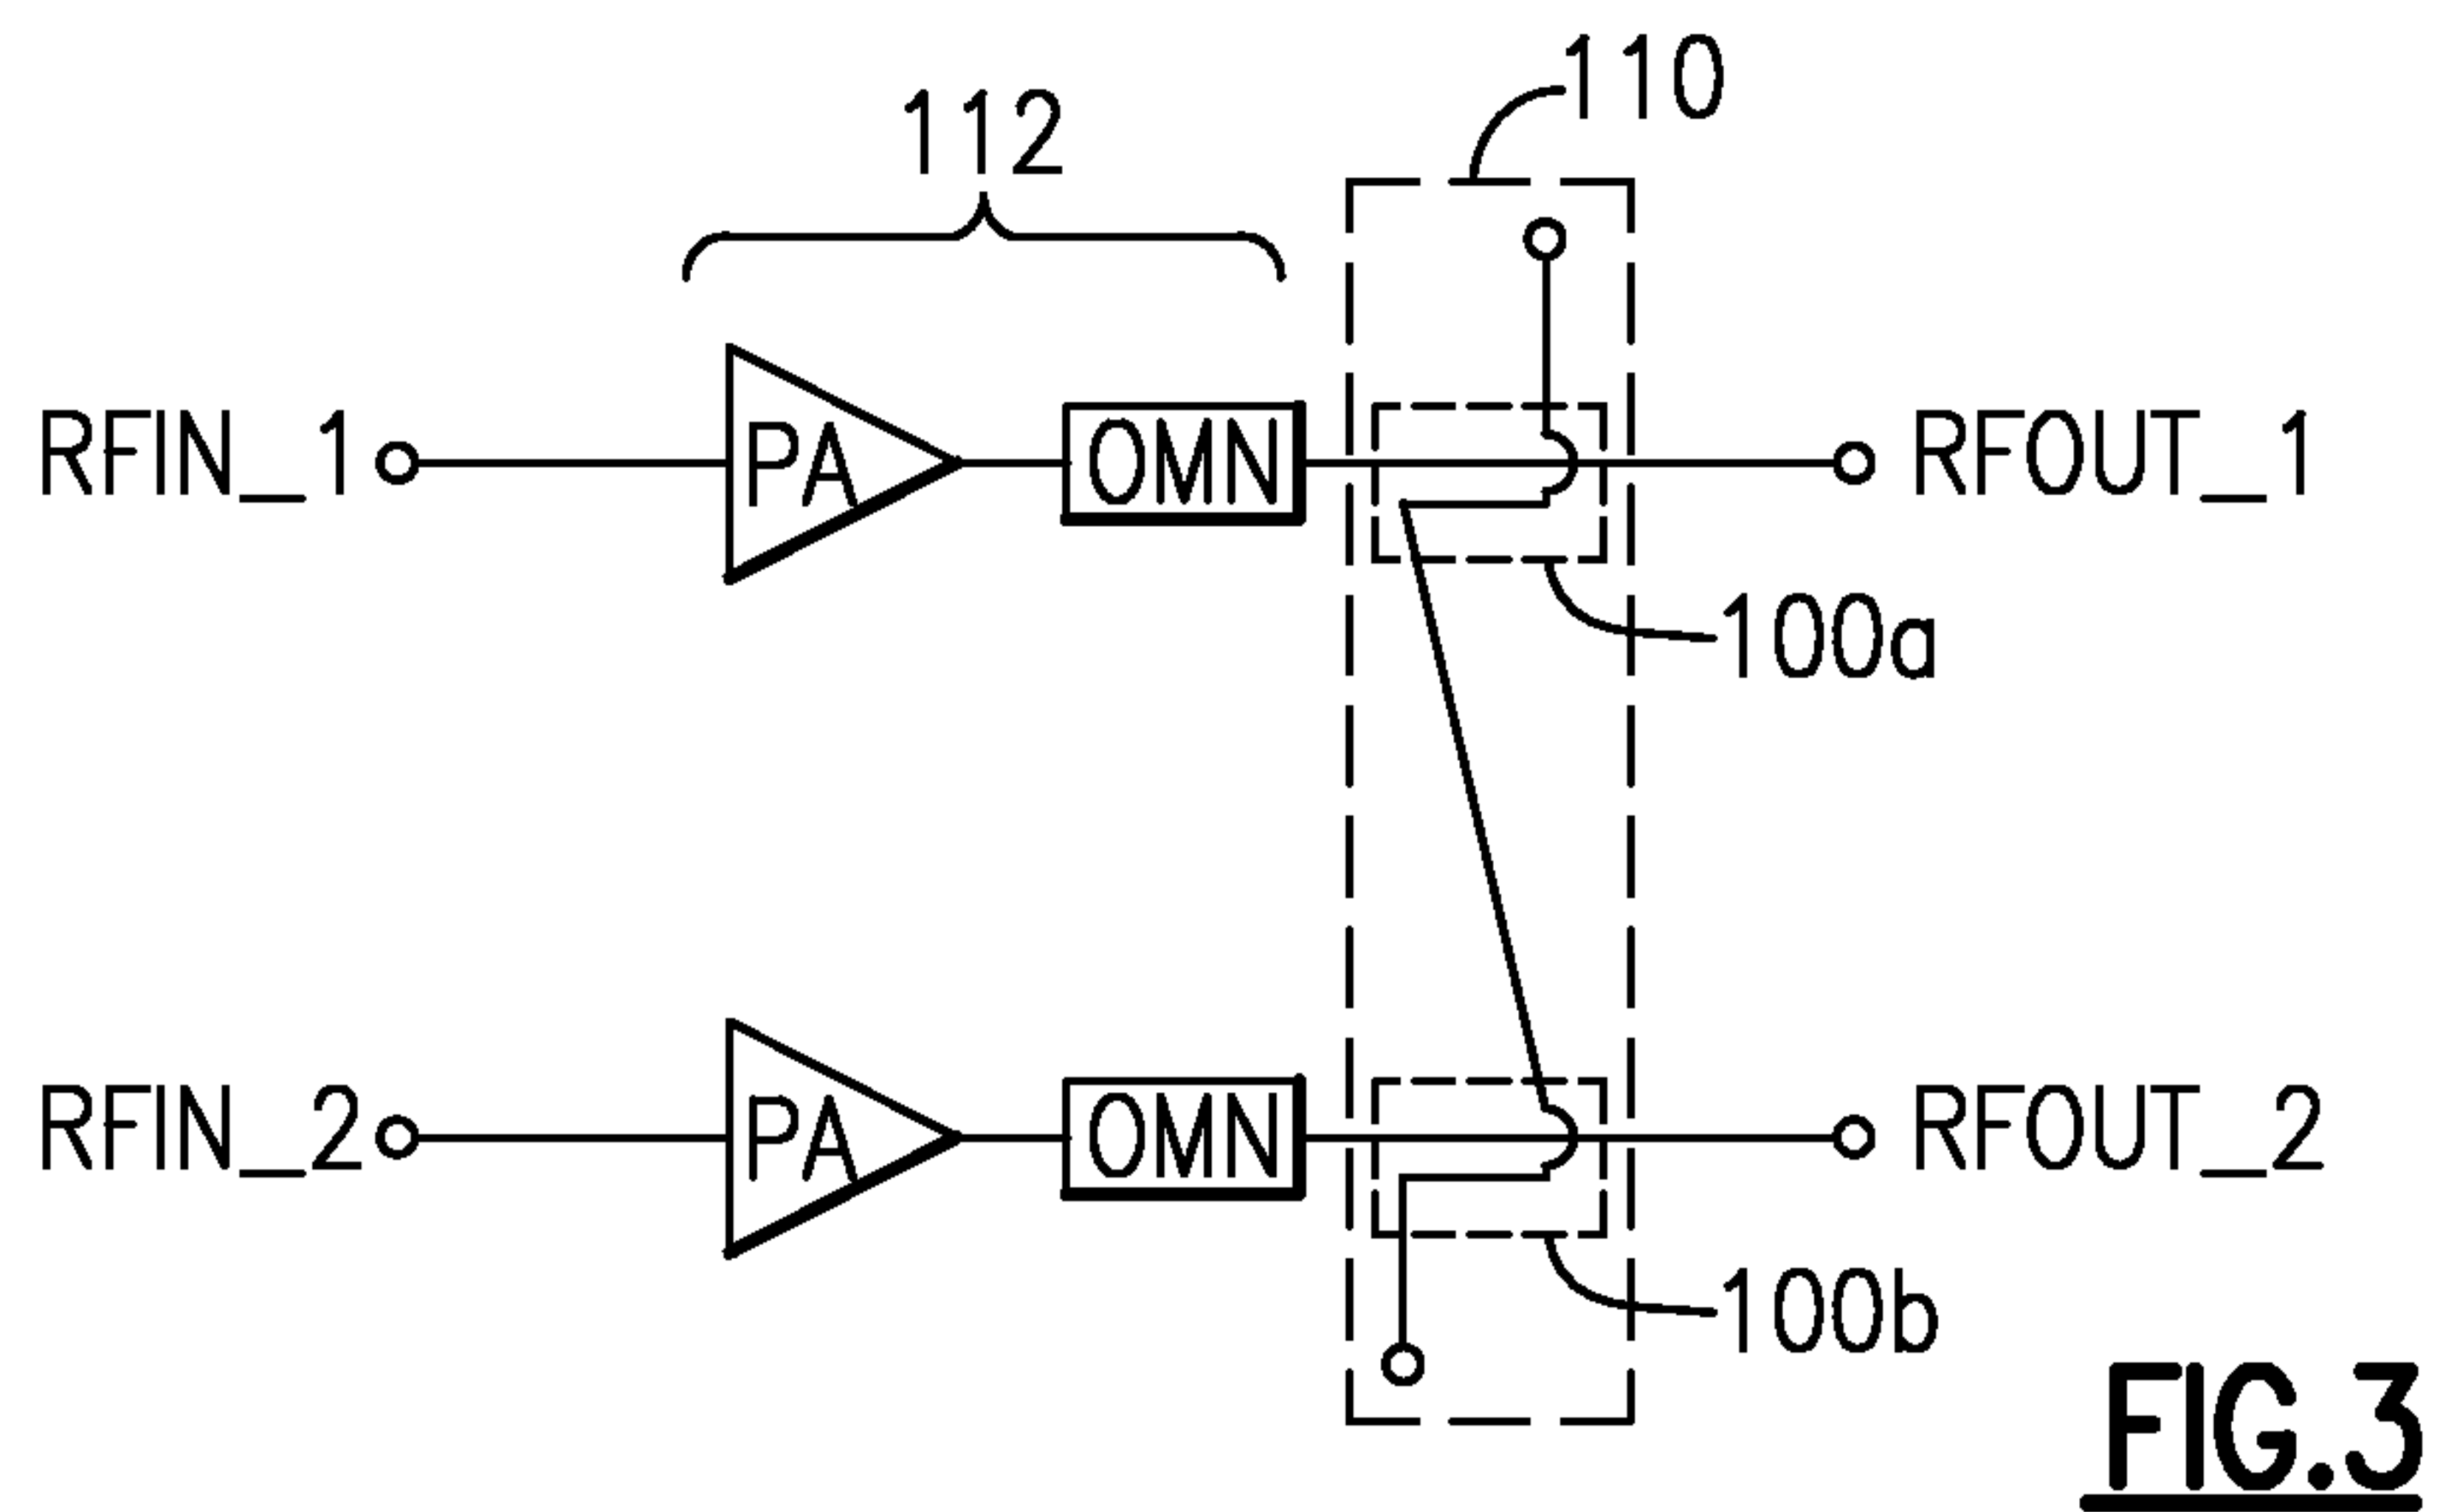 110
112
RFIN_1
PA
OMN
RFOUT_1
100a
RFIN_2
PA
OMN
RFOUT_2
100b
FIG.3